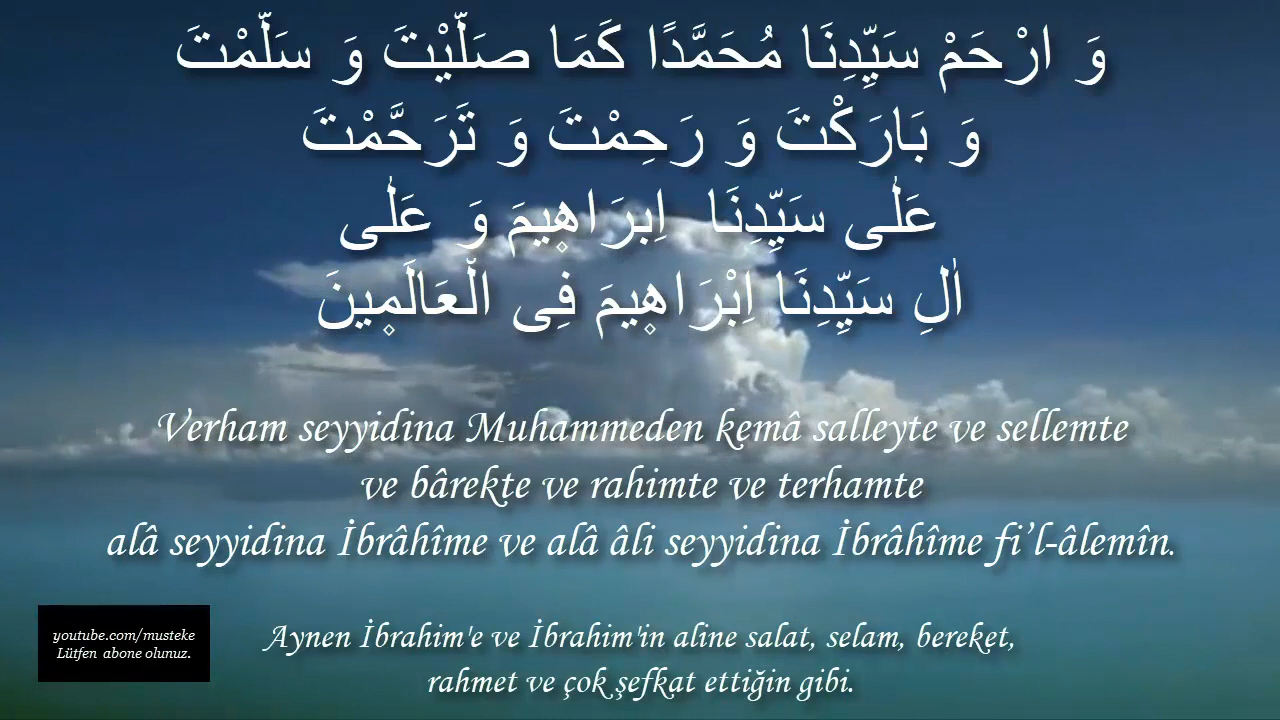 وَ ارْحَمْ سَيِّدِنَا مُحَمَّدًا كَمَا صَلَّيْتَ وَ سَلَّمْتَ
وَ بَارَكْتَ وَ رَحِمْتَ وَ تَرَحَّمْتَ
عَلٰى سَيِّدِنَا اِبرَاهٖيمَ وَ عَلٰى
اٰلِ سَيِّدِنَا اِبْرَاهٖيمَ فِى الْعَالَمٖينَ
Verham seyyidina Muhammeden kemâ salleyte ve sellemte
ve bârekte ve rahimte ve terhamte
alâ seyyidina İbrâhîme ve alâ âli seyyidina İbrâhîme fi’l-âlemîn.
Aynen İbrahim'e ve İbrahim'in aline salat, selam, bereket,
rahmet ve çok şefkat ettiğin gibi.
youtube.com/musteke
Lütfen abone olunuz.